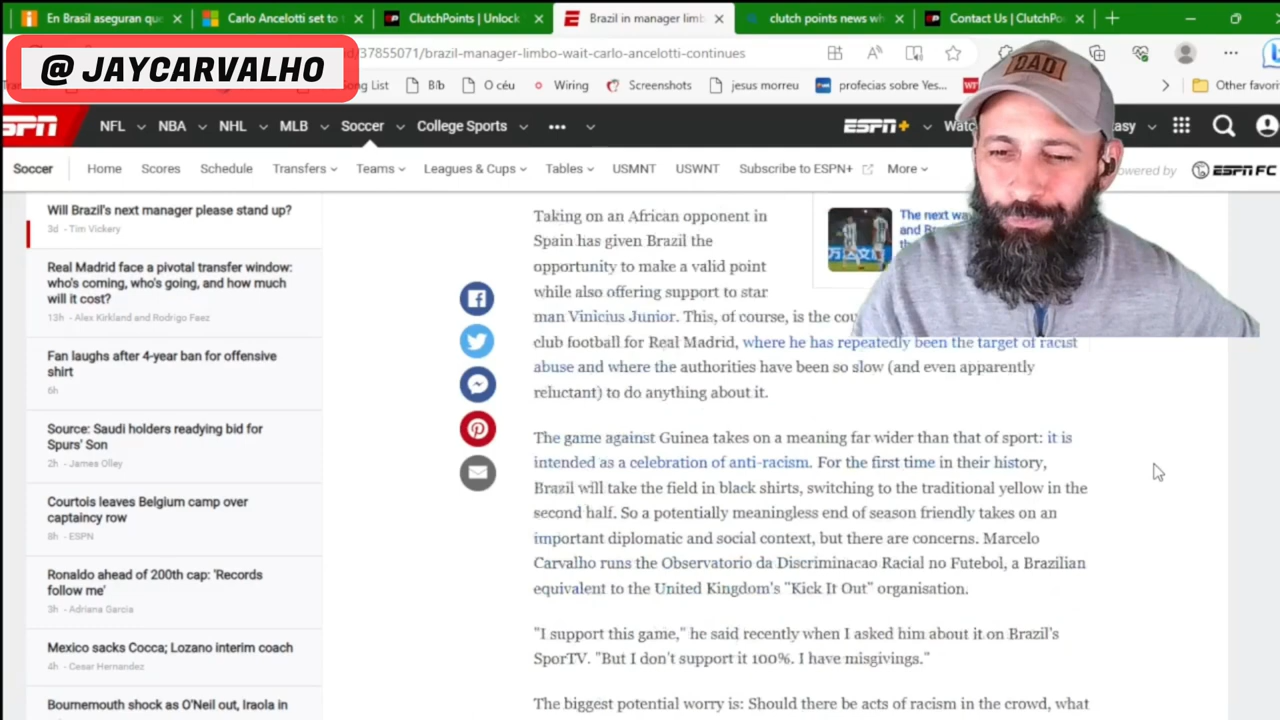 En Brasil aseguran que
Carlo Ancelotti set to
ClutchPoints | Unlock
Brazil in manager limb
clutch points news wh
Contact Us | ClutchPo
@ JAYCARVALHO
37855071/brazil-manager-limbo-wait-carlo-ancelotti-continues
ong List
Bíb
O céu
Wiring
Screenshots
jesus morreu
profecias sobre Yes...
Other favori
SPN
NFL
NBA
NHL
MLB
Soccer
College Sports
ESPN+
Watc
asy
Soccer
Home
Scores
Schedule
Transfers
Teams
Leagues & Cups
Tables
USMNT
USWNT
Subscribe to ESPN+
More
owered by
ESPN FC
Will Brazil's next manager please stand up?
3d - Tim Vickery
Real Madrid face a pivotal transfer window:
who's coming, who's going, and how much
will it cost?
13h - Alex Kirkland and Rodrigo Faez
Fan laughs after 4-year ban for offensive
shirt
6h
Source: Saudi holders readying bid for
Spurs' Son
2h - James Olley
Courtois leaves Belgium camp over
captaincy row
8h - ESPN
Ronaldo ahead of 200th cap: 'Records
follow me'
3h - Adriana Garcia
Mexico sacks Cocca; Lozano interim coach
4h - Cesar Hernandez
Bournemouth shock as O'Neil out, Iraola in
Taking on an African opponent in
Spain has given Brazil the
opportunity to make a valid point
while also offering support to star
man Vinicius Junior. This, of course, is the cou
club football for Real Madrid, where he has repeatedly been the target of racist
abuse and where the authorities have been so slow (and even apparently
reluctant) to do anything about it.
The game against Guinea takes on a meaning far wider than that of sport: it is
intended as a celebration of anti-racism. For the first time in their history,
Brazil will take the field in black shirts, switching to the traditional yellow in the
second half. So a potentially meaningless end of season friendly takes on an
important diplomatic and social context, but there are concerns. Marcelo
Carvalho runs the Observatorio da Discriminacao Racial no Futebol, a Brazilian
equivalent to the United Kingdom's "Kick It Out" organisation.
"I support this game," he said recently when I asked him about it on Brazil's
SporTV. "But I don't support it 100%. I have misgivings."
The biggest potential worry is: Should there be acts of racism in the crowd, what
The next wa
and Br
th
DAD